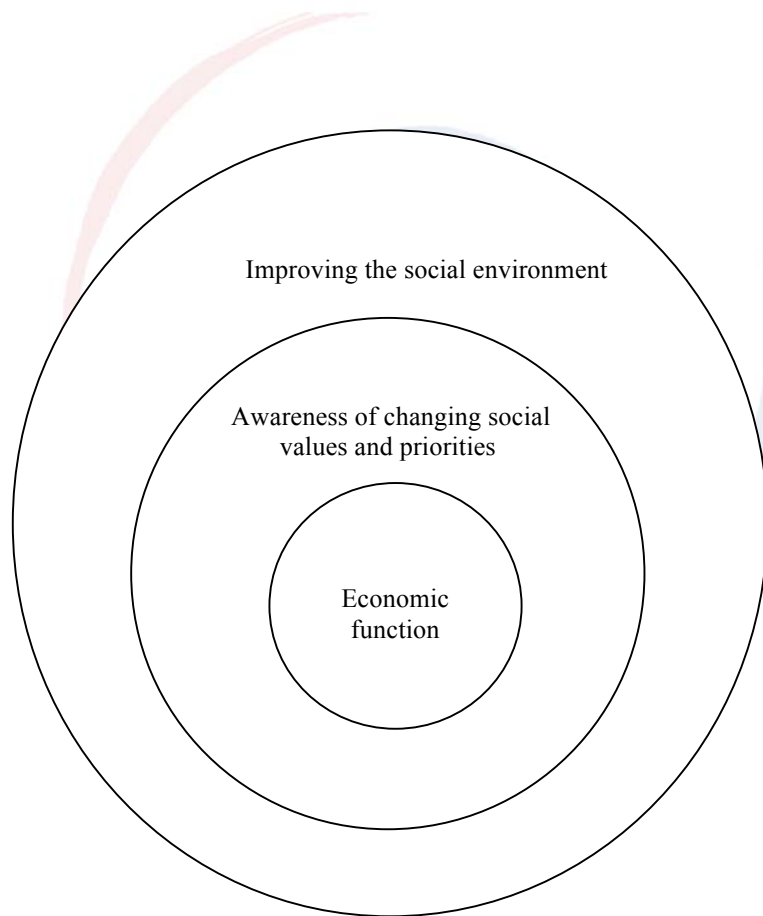 Improving the social environment
Awareness of changing social
values and priorities
Economic
function